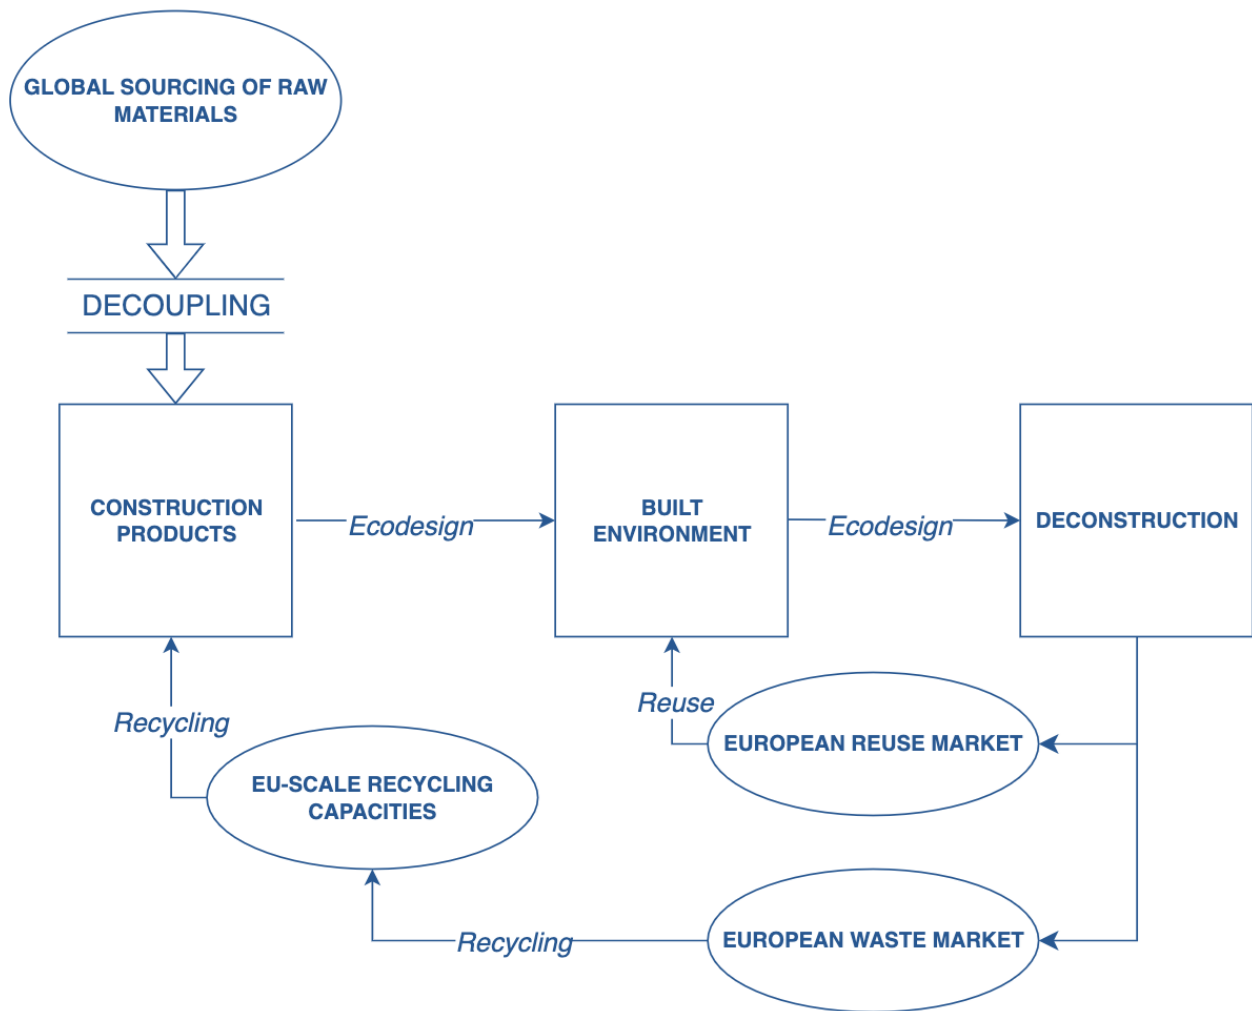 GLOBAL SOURCING OF RAW
MATERIALS
DECOUPLING
CONSTRUCTION
PRODUCTS
Ecodesign
BUILT
ENVIRONMENT
Ecodesign
DECONSTRUCTION
Reuse
EUROPEAN REUSE MARKET
Recycling
EU-SCALE RECYCLING
CAPACITIES
Recycling
EUROPEAN WASTE MARKET